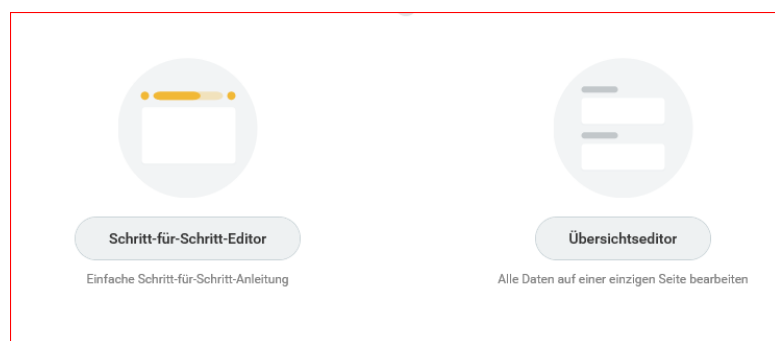 Schritt-für-Schritt-Editor
Übersichtseditor
Einfache Schritt-für-Schritt-Anleitung
Alle Daten auf einer einzigen Seite bearbeiten